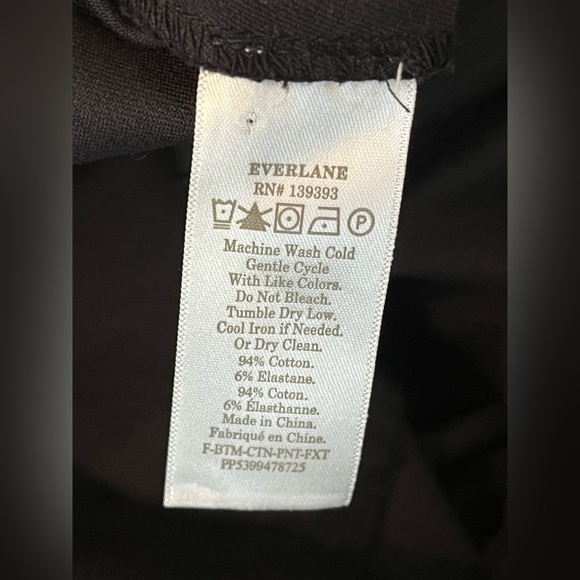 EVERLANE
RN# 139393
P
Machine Wash Cold
Gentle Cycle
With Like Colors.
Do Not Bleach.
Tumble Dry Low.
Cool Iron if Needed.
Or Dry Clean.
94% Cotton.
6% Elastane.
94% Coton.
6% Élasthanne.
Made in China.
Fabriqué en Chine.
F-BTM-CTN-PNT-FXT
PP5399478725